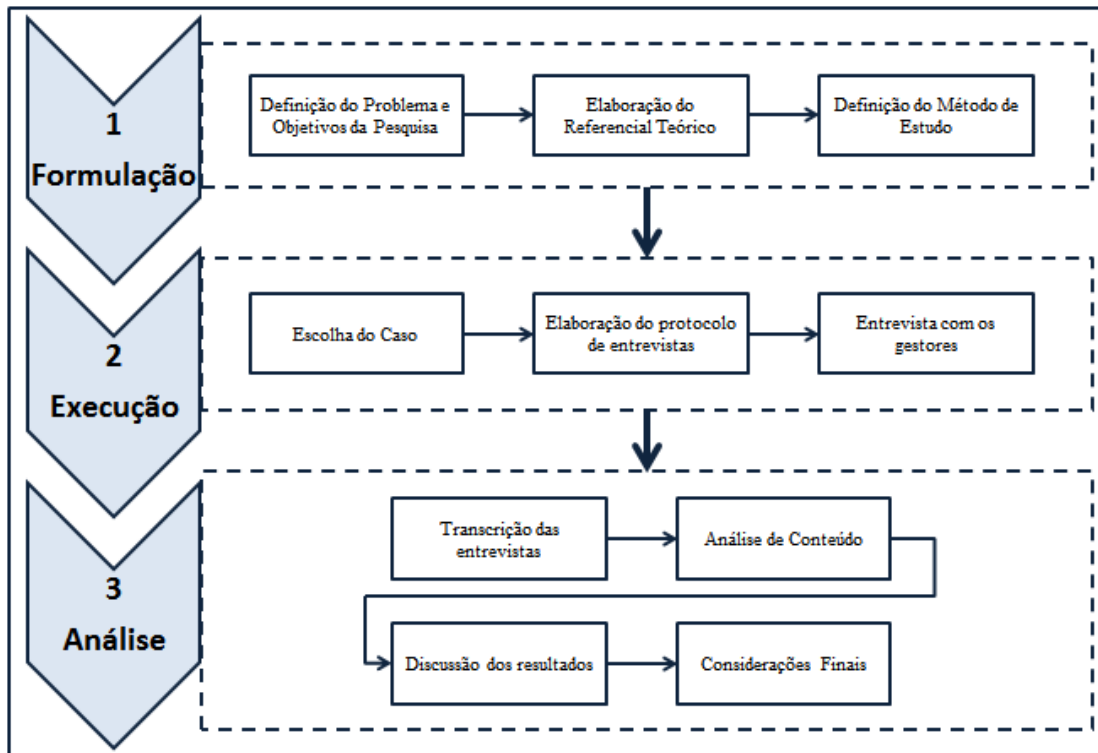 1
Formulação
Definição do Problema e
Objetivos da Pesquisa
Elaboração do
Referencial Teórico
Definição do Método de
Estudo
2
Execução
Escolha do Caso
Elaboração do protocolo
de entrevistas
Entrevista com os
gestores
3
Análise
Transcrição das
entrevistas
Análise de Conteúdo
Discussão dos resultados
Considerações Finais